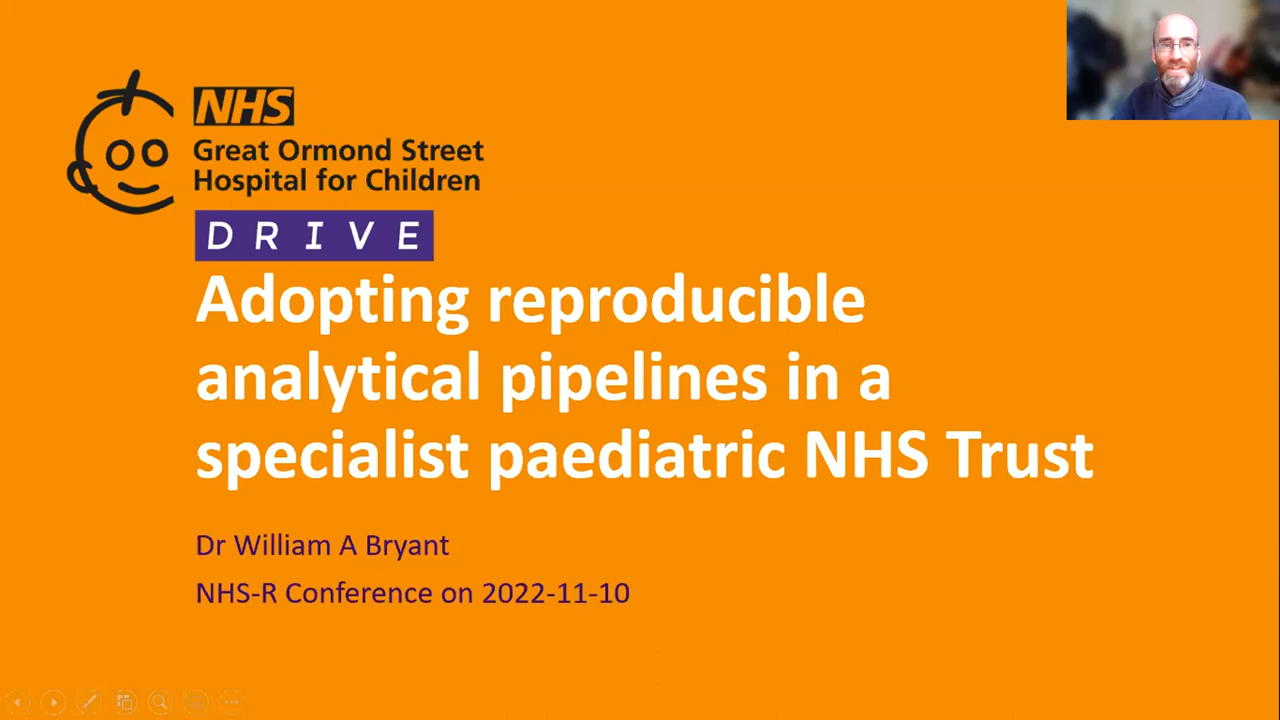 NHS
Great Ormond Street
Hospital for Children
DRIVE
Adopting reproducible
analytical pipelines in a
specialist paediatric NHS Trust
Dr William A Bryant
NHS-R Conference on 2022-11-10